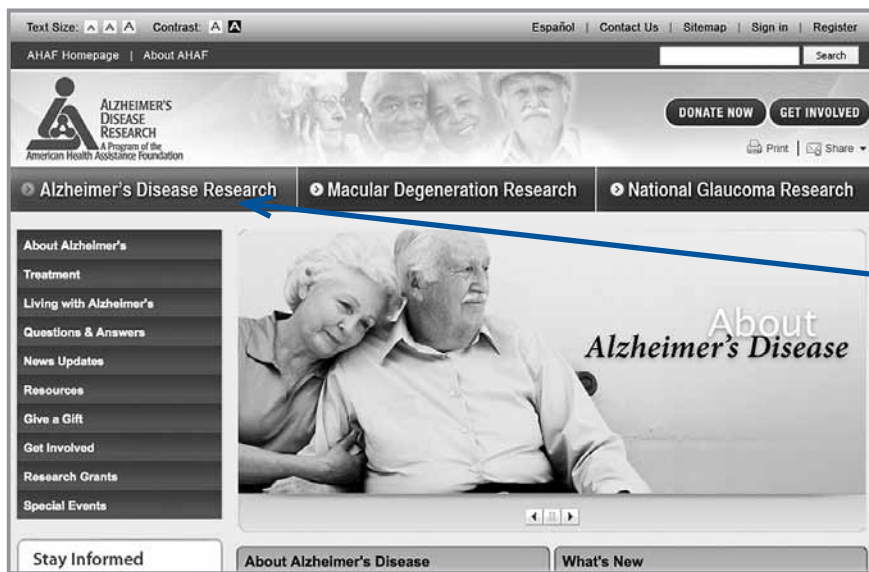 Text Size: A A A Contrast: A A Español | Contact Us | Sitemap | Sign in | Register
AHAF Homepage | About AHAF Search
ALZHEIMER'S
DISEASE
RESEARCH
A Program of the
American Health Assistance Foundation
DONATE NOW GET INVOLVED
Print | Share
Alzheimer's Disease Research Macular Degeneration Research National Glaucoma Research
About Alzheimer's
Treatment
Living with Alzheimer's
Questions & Answers
News Updates
Resources
Give a Gift
Get Involved
Research Grants
Special Events
About
Alzheimer's Disease
Stay Informed
About Alzheimer's Disease What's New